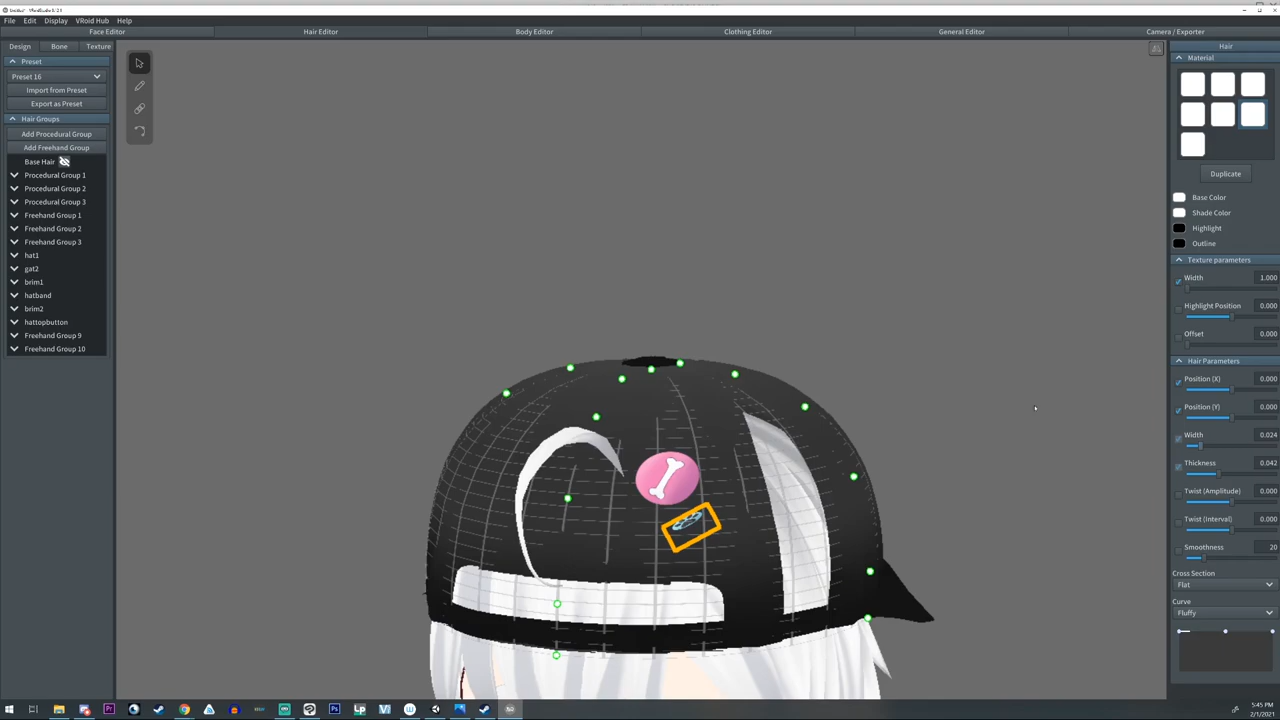 File Edit Display VRoid Hub Help
Face Editor Hair Editor Body Editor Clothing Editor General Editor Camera / Exporter
Design Bone Texture
Preset
Preset 16
Import from Preset
Export as Preset
Hair Groups
Add Procedural Group
Add Freehand Group
Base Hair
Procedural Group 1
Procedural Group 2
Procedural Group 3
Freehand Group 1
Freehand Group 2
Freehand Group 3
hat1
gat2
brim1
hatband
brim2
hattopbutton
Freehand Group 9
Freehand Group 10
Hair
Material
Duplicate
Base Color
Shade Color
Highlight
Outline
Texture parameters
Width 1.000
Highlight Position 0.000
Offset 0.000
Hair Parameters
Position (X) 0.000
Position (Y) 0.000
Width 0.024
Thickness 0.042
Twist (Amplitude) 0.000
Twist (Interval) 0.000
Smoothness 20
Cross Section
Flat
Curve
Fluffy
5:45 PM
2/1/2021